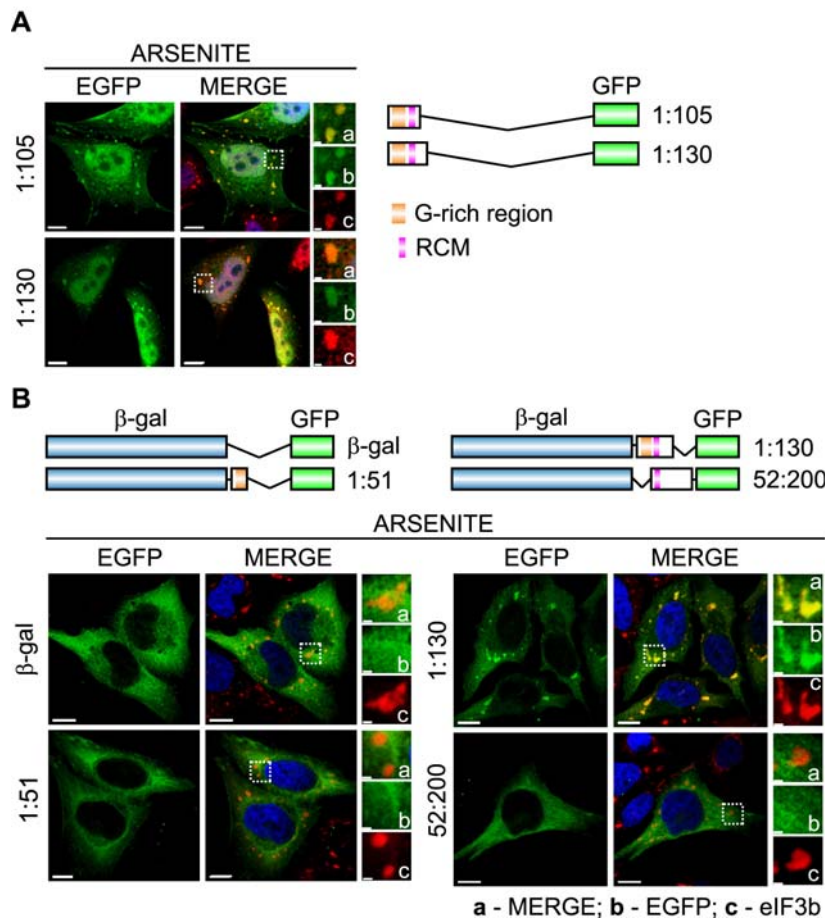 A
ARSENITE
EGFP MERGE
1:105
a
b
c
1:130
a
b
c
GFP
1:105
1:130
G-rich region
RCM
B
β-gal GFP
β-gal
1:51
β-gal GFP
1:130
52:200
ARSENITE
EGFP MERGE
β-gal
a
b
c
1:51
a
b
c
EGFP MERGE
1:130
a
b
c
52:200
a
b
c
a - MERGE; b - EGFP; c - eIF3b